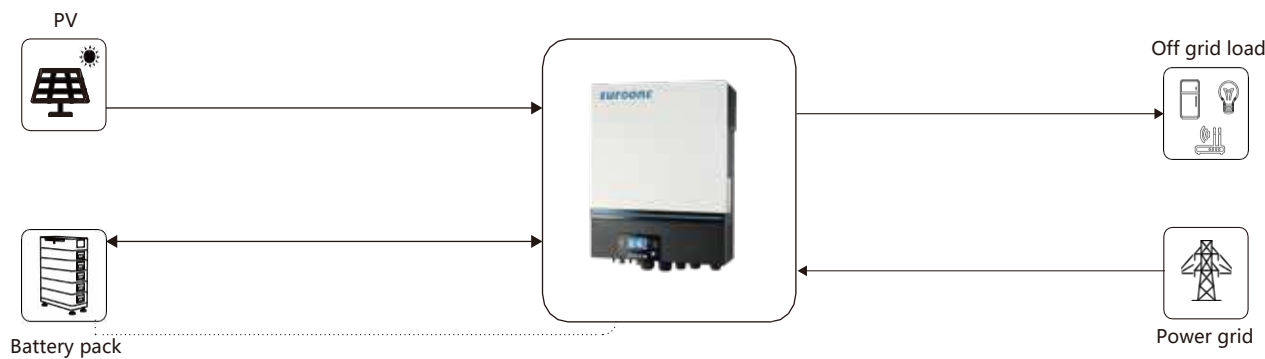 PV
Off grid load
EUROONE
Battery pack
Power grid